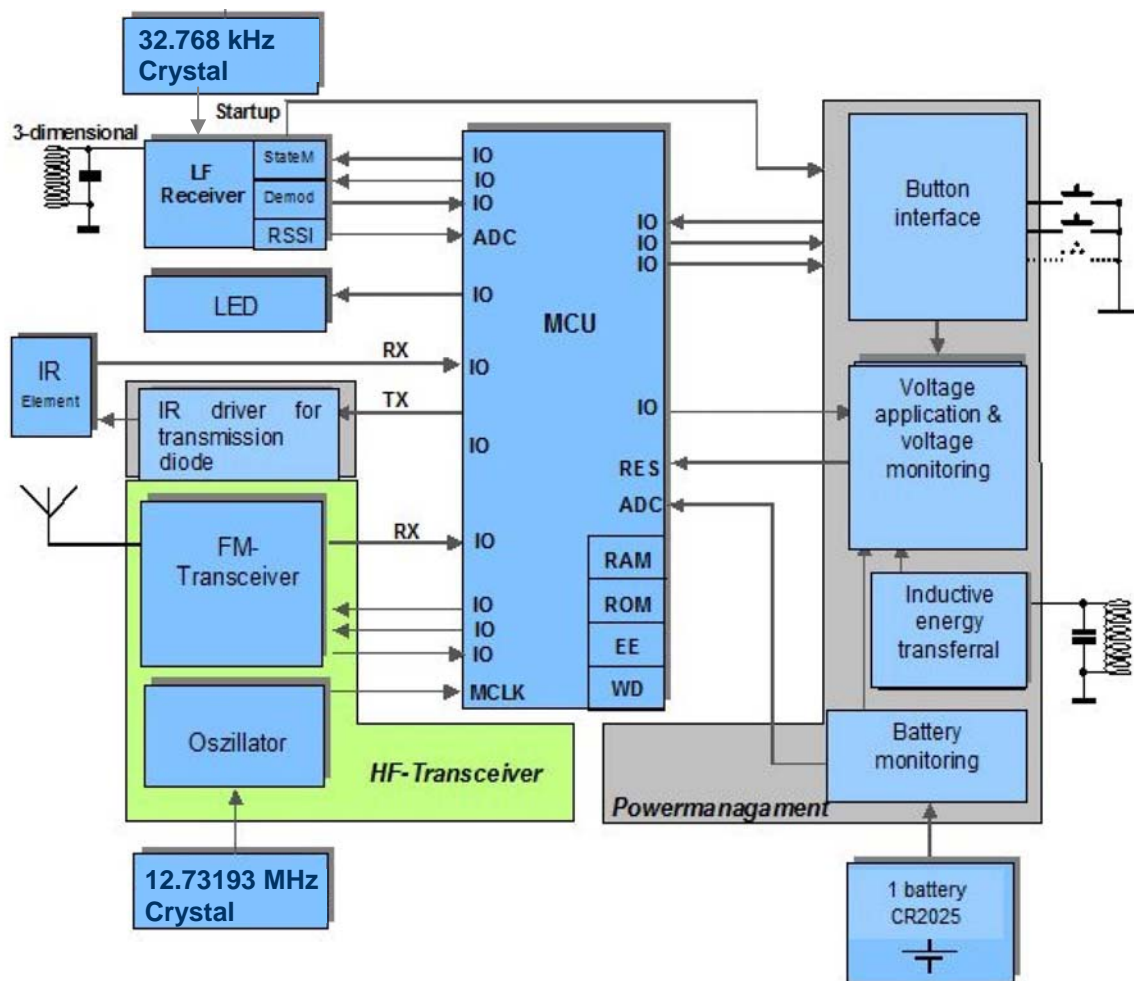 32.768 kHz
Crystal
Startup
3-dimensional
LF
Receiver
StateM
Demod
RSSI
IO
IO
IO
ADC
LED
IO
MCU
IO
IO
IO
Button
interface
IR
Element
RX
IO
IR driver for
transmission
diode
TX
IO
IO
RES
ADC
Voltage
application &
voltage
monitoring
FM-
Transceiver
RX
IO
IO
IO
IO
MCLK
RAM
ROM
EE
WD
Inductive
energy
transferral
Oszillator
HF-Transceiver
Battery
monitoring
Powermanagament
12.73193 MHz
Crystal
1 battery
CR2025